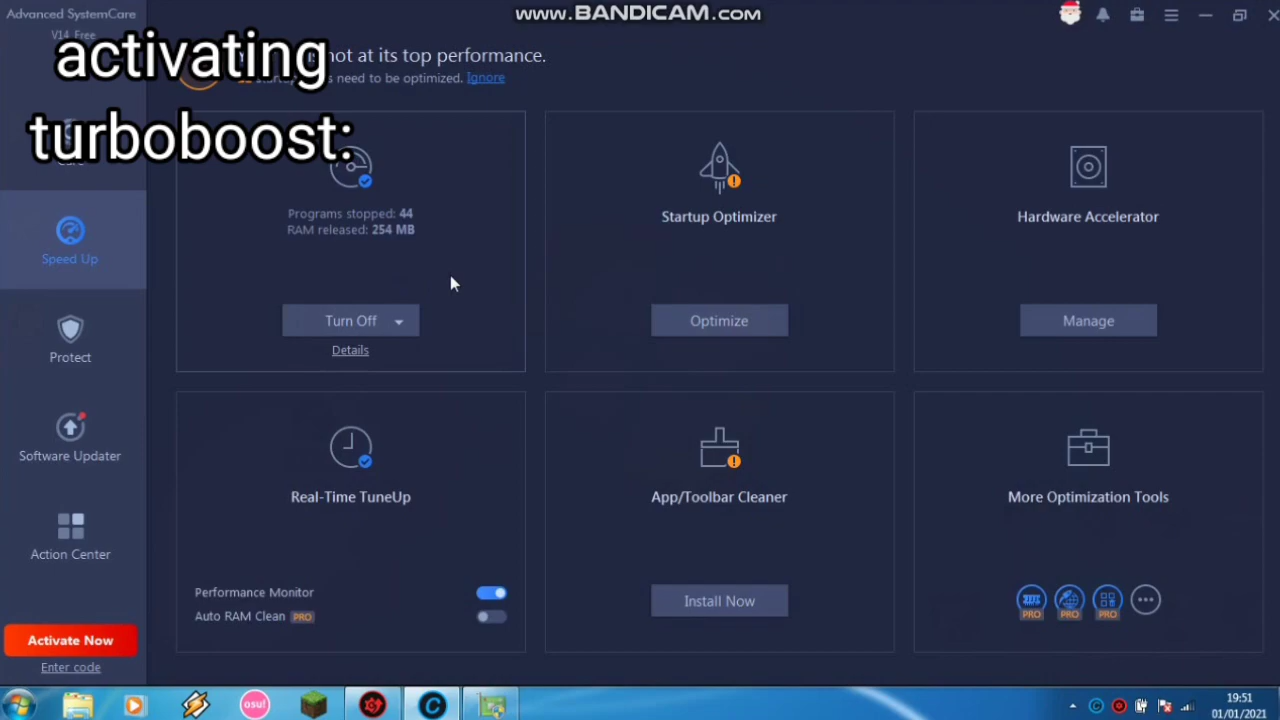 Advanced SystemCare
V14 Free
www.BANDICAM.com
activating
turboboost:
not at its top performance.
need to be optimized. Ignore
Care
Speed Up
Protect
Software Updater
Action Center
Activate Now
Enter code
Programs stopped: 44
RAM released: 254 MB
Turn Off
Details
Startup Optimizer
Optimize
Hardware Accelerator
Manage
Real-Time TuneUp
Performance Monitor
Auto RAM Clean PRO
App/Toolbar Cleaner
Install Now
More Optimization Tools
PRO PRO PRO
osu!
19:51
01/01/2021